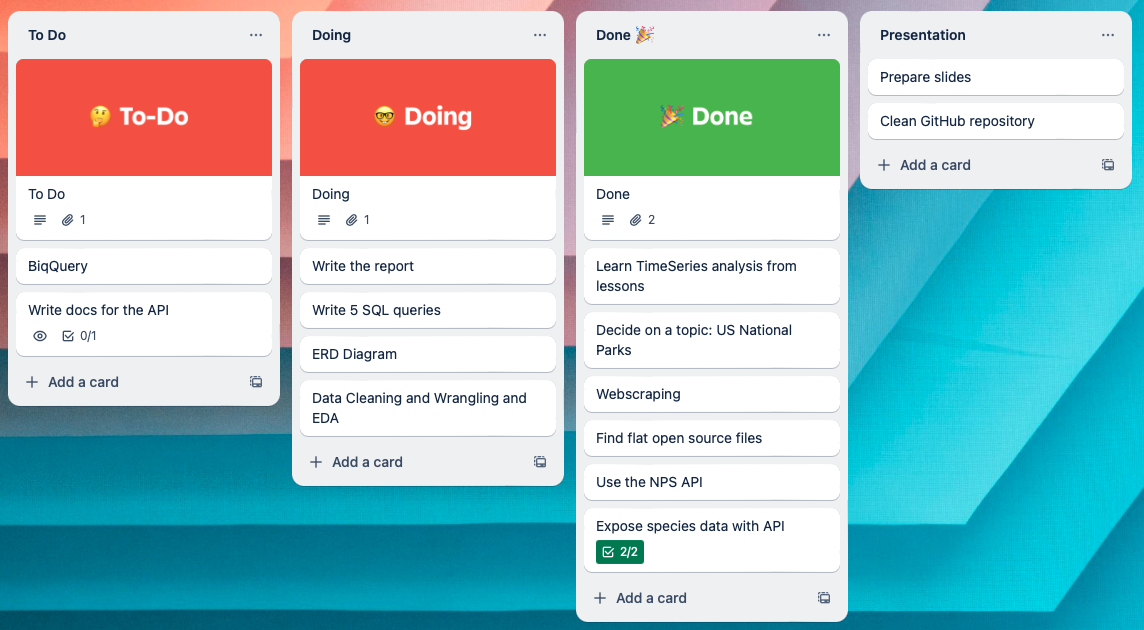 To Do
🤔 To-Do
To Do
1
BiqQuery
Write docs for the API
0/1
Add a card
Doing
🤓 Doing
Doing
1
Write the report
Write 5 SQL queries
ERD Diagram
Data Cleaning and Wrangling and
EDA
Add a card
Done 🎉
🎉 Done
Done
2
Learn TimeSeries analysis from
lessons
Decide on a topic: US National
Parks
Webscraping
Find flat open source files
Use the NPS API
Expose species data with API
2/2
Add a card
Presentation
Prepare slides
Clean GitHub repository
Add a card